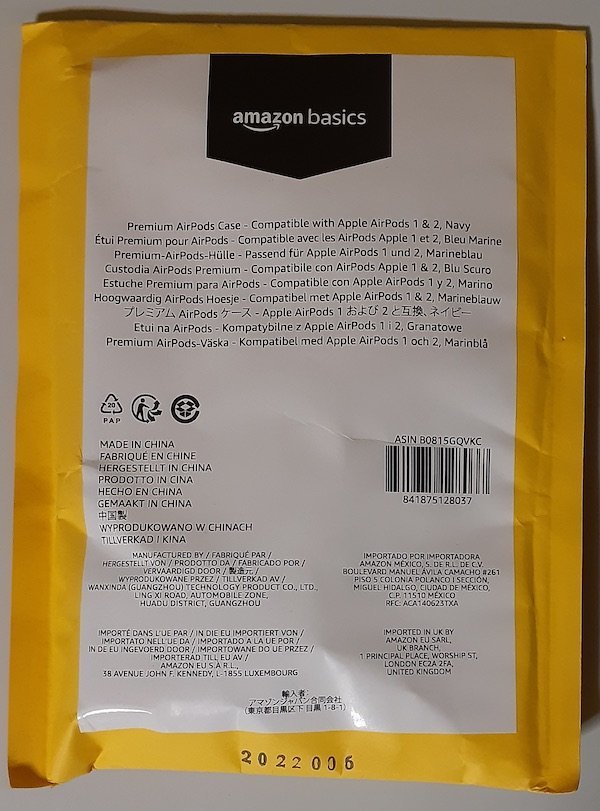 amazon basics
Premium AirPods Case - Compatible with Apple AirPods 1 & 2, Navy
Étui Premium pour AirPods - Compatible avec les AirPods Apple 1 et 2, Bleu Marine
Premium-AirPods-Hülle - Passend für Apple AirPods 1 und 2, Marineblau
Custodia AirPods Premium - Compatibile con AirPods Apple 1 & 2, Blu Scuro
Estuche Premium para AirPods - Compatible con AirPods Apple 1 y 2, Marino
Hoogwaardig AirPods Hoesje - Compatibel met Apple AirPods 1 & 2, Marineblauw
プレミアム AirPods ケース - Apple AirPods 1 および 2 と互換、ネイビー
Etui na AirPods - Kompatybilne z Apple AirPods 1 i 2, Granatowe
Premium AirPods-Väska - Kompatibel med Apple AirPods 1 och 2, Marinblå
20
PAP
MADE IN CHINA
FABRIQUÉ EN CHINE
HERGESTELLT IN CHINA
PRODOTTO IN CINA
HECHO EN CHINA
GEMAAKT IN CHINA
中国製
WYPRODUKOWANO W CHINACH
TILLVERKAD I KINA
ASIN B0815GQVKC
841875128037
MANUFACTURED BY / FABRIQUÉ PAR /
HERGESTELLT VON / PRODOTTO DA / FABRICADO POR /
VERVAARDIGD DOOR / 製造元 /
WYPRODUKOWANE PRZEZ / TILLVERKAD AV /
WANXINDA (GUANGZHOU) TECHNOLOGY PRODUCT CO., LTD.,
LING XI ROAD, AUTOMOBILE ZONE,
HUADU DISTRICT, GUANGZHOU
IMPORTADO POR IMPORTADORA
AMAZON MÉXICO, S. DE R.L. DE C.V.
BOULEVARD MANUEL ÁVILA CAMACHO #261
PISO 5 COLONIA POLANCO I SECCIÓN,
MIGUEL HIDALGO, CIUDAD DE MÉXICO,
C.P. 11510 MÉXICO
RFC: ACA140623TXA
IMPORTÉ DANS L'UE PAR / IN DIE EU IMPORTIERT VON /
IMPORTATO NELL'UE DA / IMPORTADO A LA UE POR /
IN DE EU INGEVOERD DOOR / IMPORTOWANE DO UE PRZEZ /
IMPORTERAD TILL EU AV /
AMAZON EU S.À R.L.,
38 AVENUE JOHN F. KENNEDY, L-1855 LUXEMBOURG
IMPORTED IN UK BY
AMAZON EU SARL,
UK BRANCH,
1 PRINCIPAL PLACE, WORSHIP ST,
LONDON EC2A 2FA,
UNITED KINGDOM
輸入者:
アマゾンジャパン合同会社
(東京都目黒区下目黒 1-8-1)
2022 006